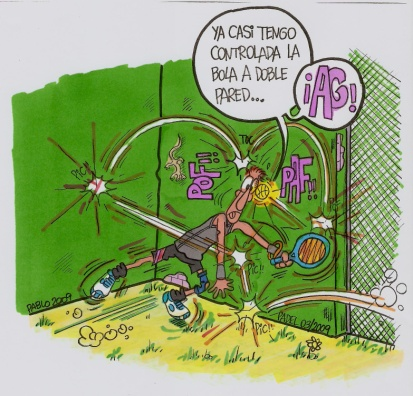 YA CASI TENGO
CONTROLADA LA
BOLA A DOBLE
PARED...
¡AG!
PIC!!
TOC
POF!!
PAF!!
PIC!!
PIC!!
PABLO 2009
PADEL 03/2009